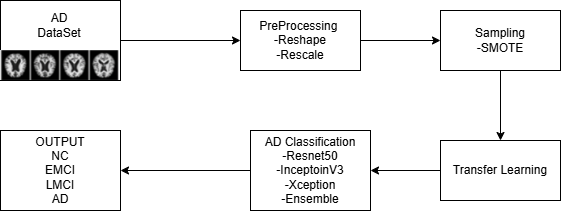 AD
DataSet
PreProcessing
-Reshape
-Rescale
Sampling
-SMOTE
Transfer Learning
AD Classification
-Resnet50
-InceptoinV3
-Xception
-Ensemble
OUTPUT
NC
EMCI
LMCI
AD